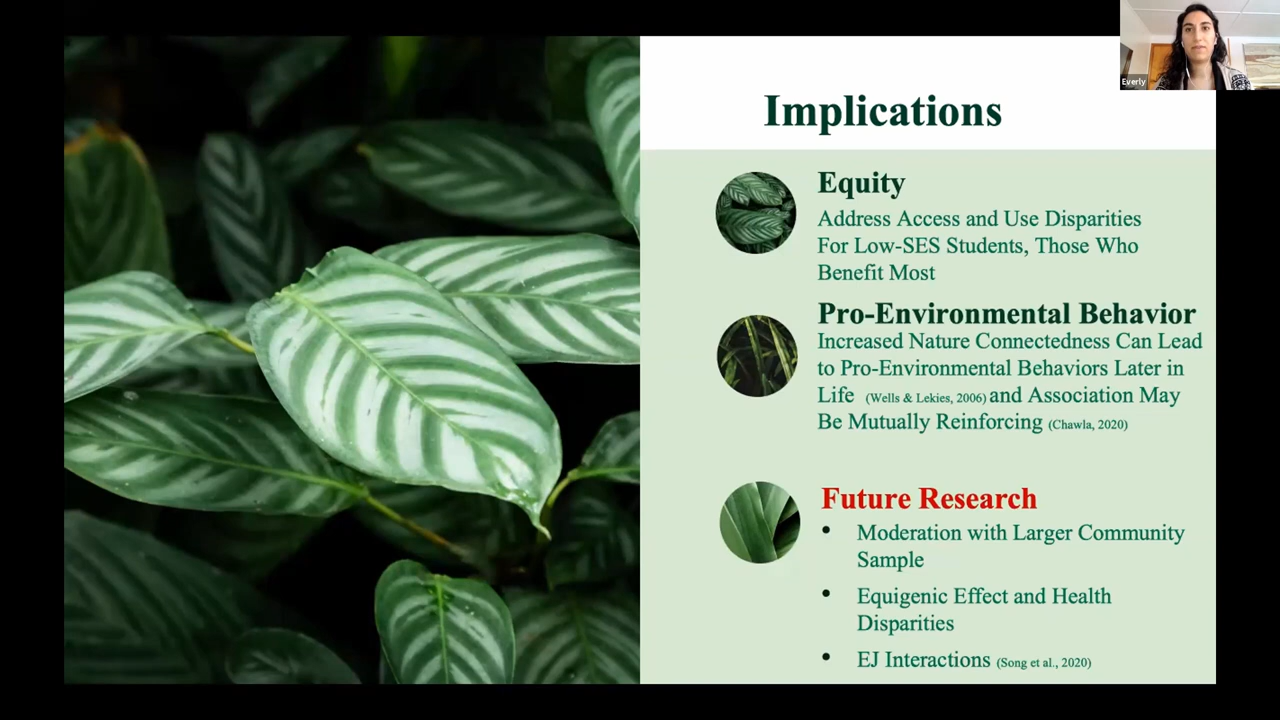 Everly
Implications
Equity
Address Access and Use Disparities
For Low-SES Students, Those Who
Benefit Most
Pro-Environmental Behavior
Increased Nature Connectedness Can Lead
to Pro-Environmental Behaviors Later in
Life (Wells & Lekies, 2006) and Association May
Be Mutually Reinforcing (Chawla, 2020)
Future Research
• Moderation with Larger Community
Sample
• Equigenic Effect and Health
Disparities
• EJ Interactions (Song et al., 2020)